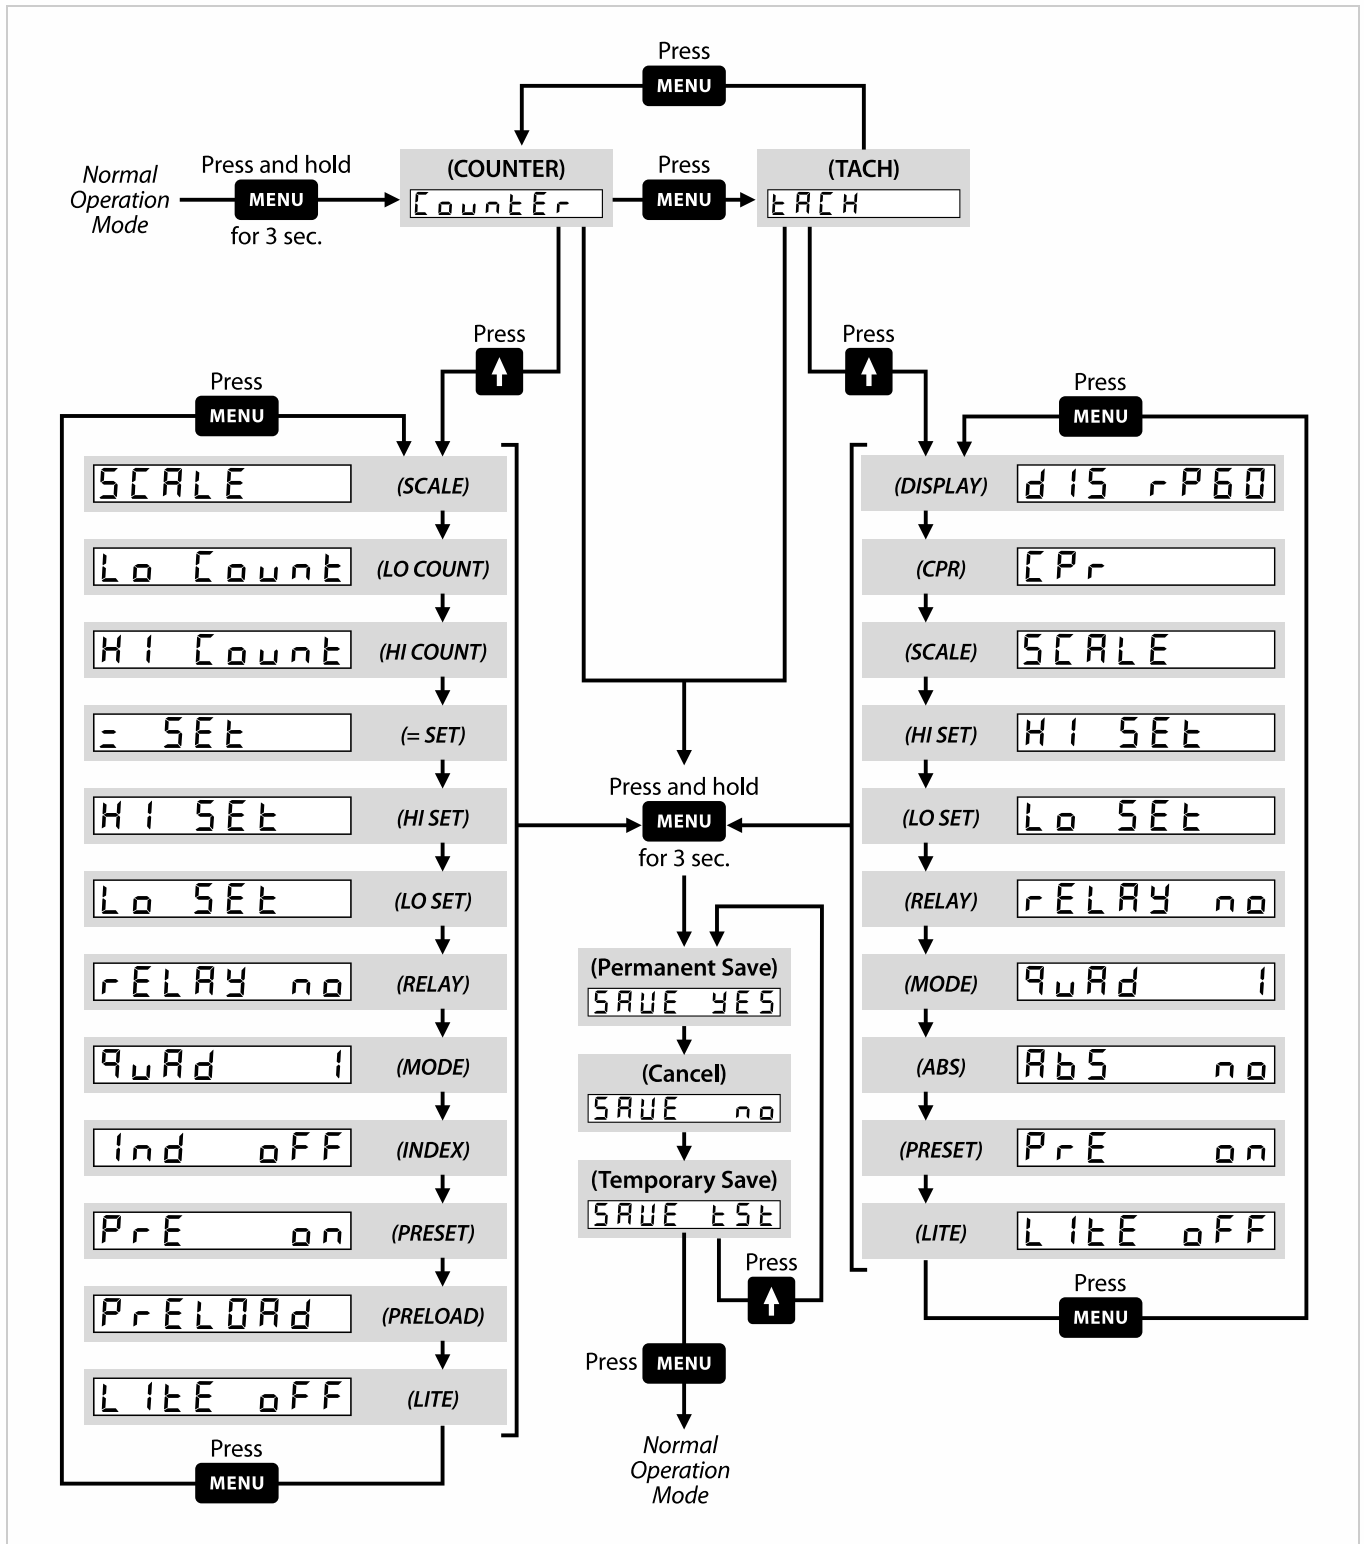 Press
MENU
Normal
Operation
Mode
Press and hold
MENU
for 3 sec.
(COUNTER)
CountEr
Press
MENU
(TACH)
tACH
Press
Press
Press
MENU
SCALE (SCALE)
Lo Count (LO COUNT)
HI Count (HI COUNT)
= SEt (= SET)
HI SEt (HI SET)
Lo SEt (LO SET)
rELAY no (RELAY)
quAd 1 (MODE)
Ind oFF (INDEX)
PrE on (PRESET)
PrELOAd (PRELOAD)
LItE oFF (LITE)
Press
MENU
Press and hold
MENU
for 3 sec.
(Permanent Save)
SAVE YES
(Cancel)
SAVE no
(Temporary Save)
SAVE tSt
Press
Press MENU
Normal
Operation
Mode
Press
MENU
(DISPLAY) dIS rP60
(CPR) CPr
(SCALE) SCALE
(HI SET) HI SEt
(LO SET) Lo SEt
(RELAY) rELAY no
(MODE) quAd 1
(ABS) AbS no
(PRESET) PrE on
(LITE) LItE oFF
Press
MENU